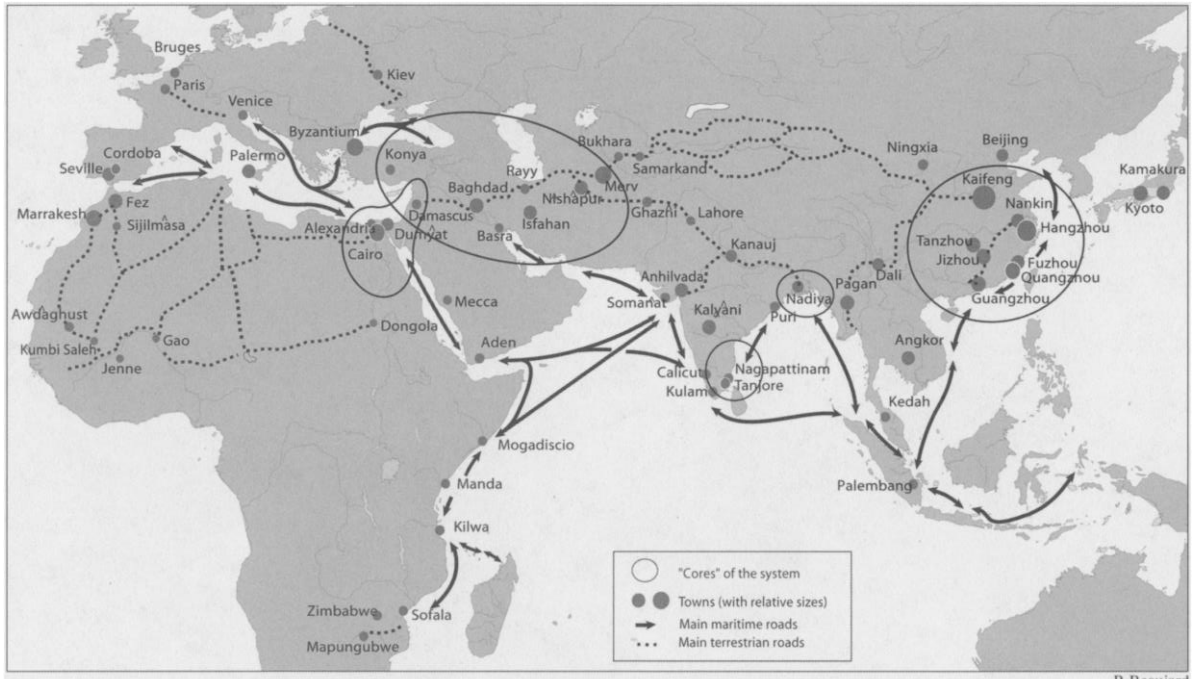 Bruges
Paris
Kiev
Venice
Byzantium
Cordoba
Seville
Palermo
Konya
Bukhara
Samarkand
Ningxia
Beijing
Kamakura
Kyoto
Rayy
Merv
Baghdad
Nishapur
Kaifeng
Nankin
Hangzhou
Marrakesh
Fez
Sijilmâsa
Alexandria
Damascus
Dumyât
Isfahan
Ghazni
Lahore
Basra
Cairo
Kanauj
Tanzhou
Jizhou
Fuzhou
Quangzhou
Guangzhou
Dali
Anhilvada
Mecca
Somanat
Nadiya
Pagan
Awdâghust
Dongola
Kalyâni
Puri
Kumbi Saleh
Gao
Jenne
Aden
Angkor
Calicut
Nagapattinam
Kulam
Tanjore
Kedah
Mogadiscio
Manda
Palembang
Kilwa
"Cores" of the system
Towns (with relative sizes)
Main maritime roads
Main terrestrian roads
Zimbabwe
Sofala
Mapungubwe